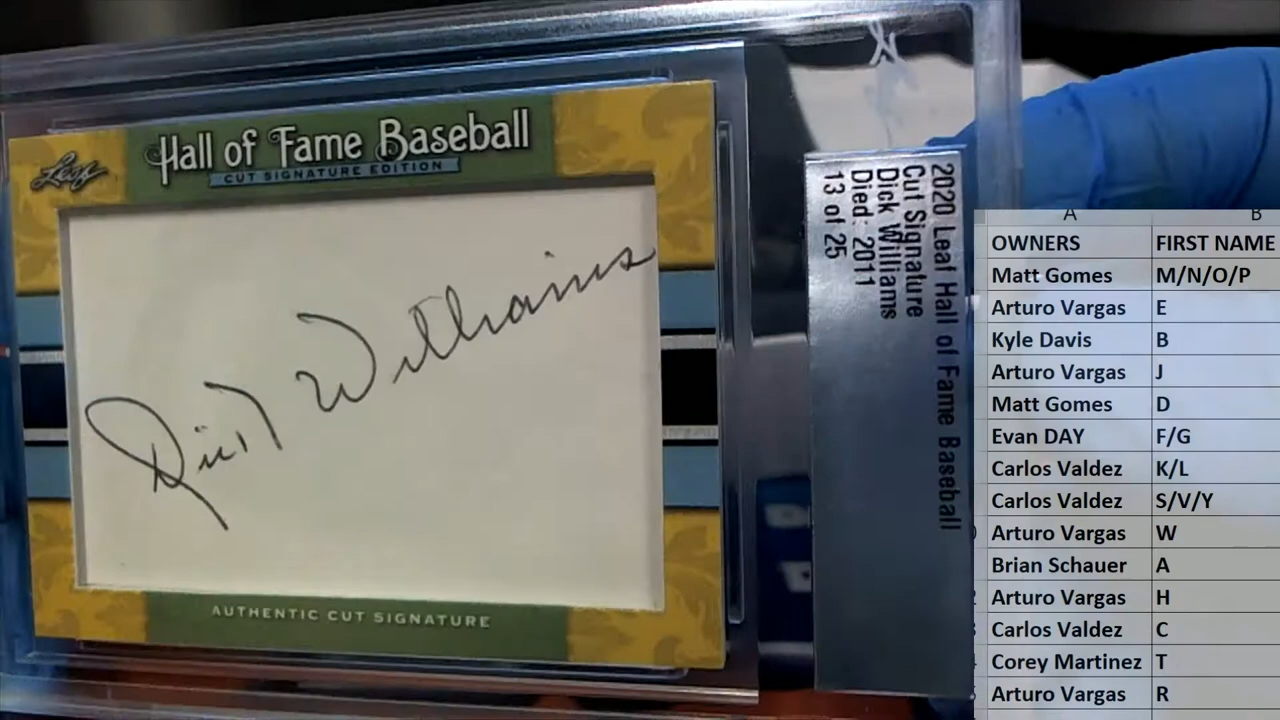 Leaf
Hall of Fame Baseball
CUT SIGNATURE EDITION
Dick Williams
AUTHENTIC CUT SIGNATURE
2020 Leaf Hall of Fame Baseball
Cut Signature
Dick Williams
Died: 2011
13 of 25
A B
OWNERS FIRST NAME
Matt Gomes M/N/O/P
Arturo Vargas E
Kyle Davis B
Arturo Vargas J
Matt Gomes D
Evan DAY F/G
Carlos Valdez K/L
Carlos Valdez S/V/Y
Arturo Vargas W
Brian Schauer A
Arturo Vargas H
Carlos Valdez C
Corey Martinez T
Arturo Vargas R